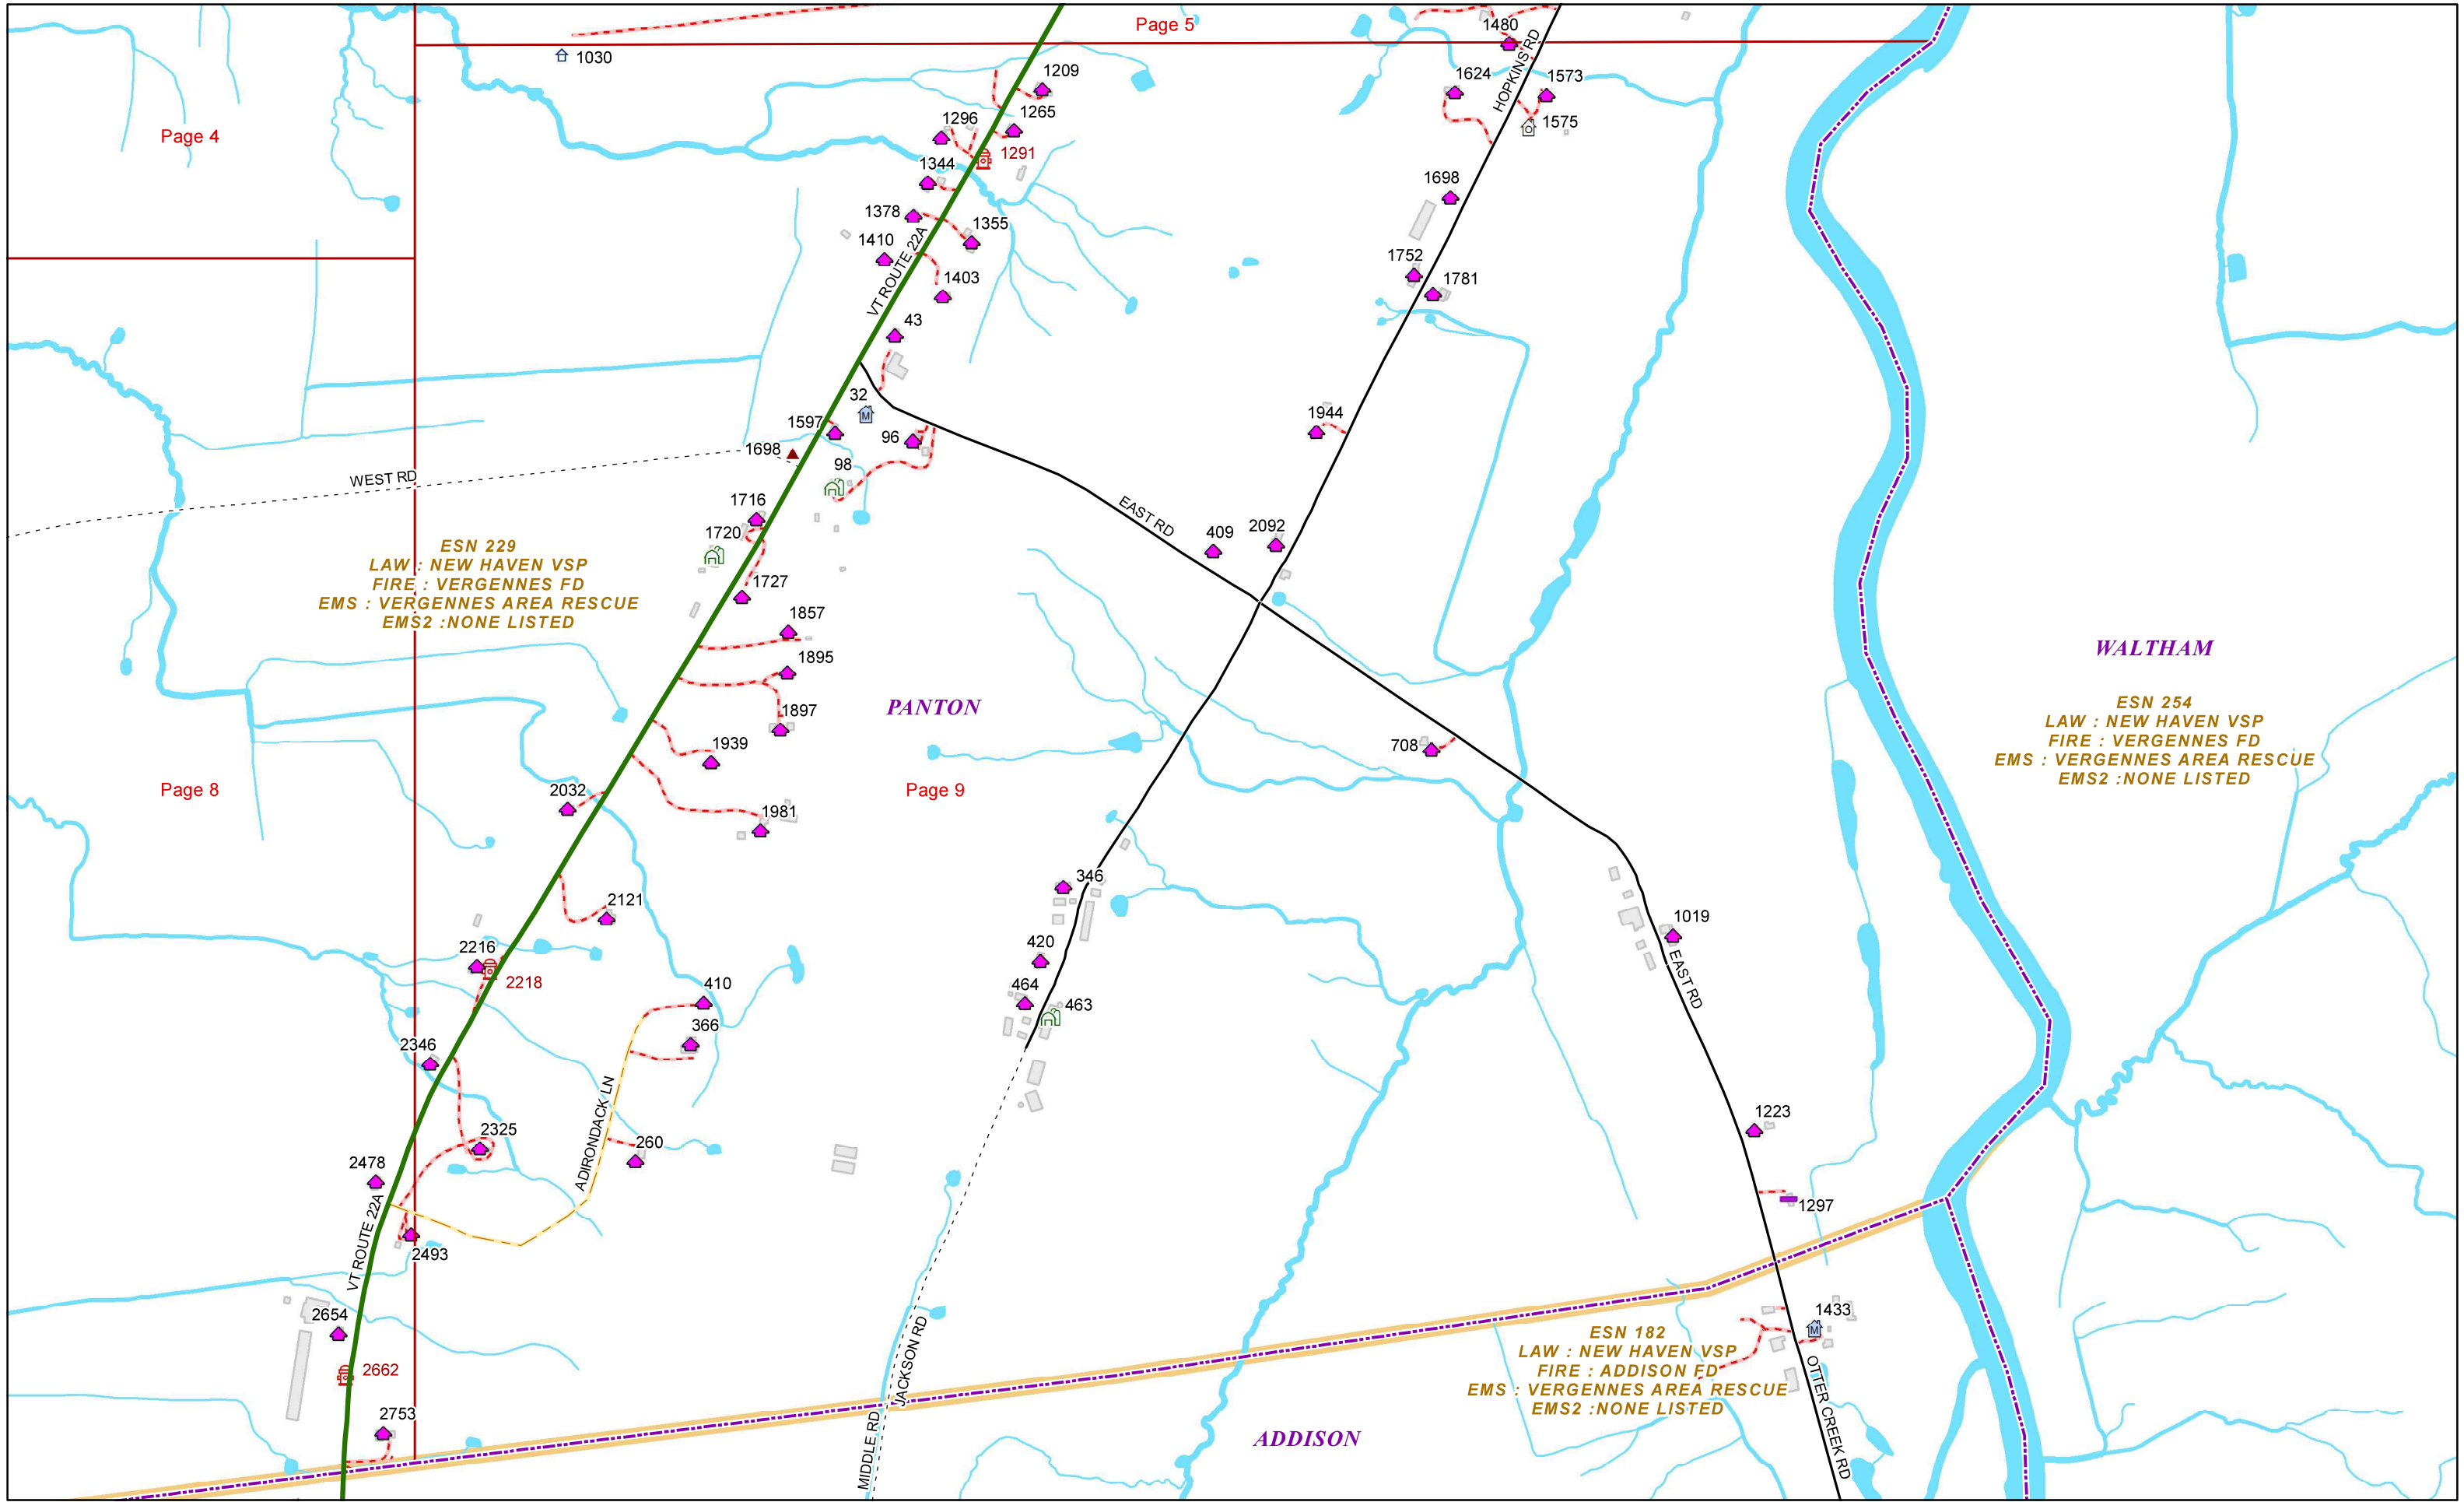 Page 5
1480
1030
HOPKINS RD
1209
1624
1573
1265
1296
1575
Page 4
1291
1344
1698
1378
1355
1410
VT ROUTE 22A
1752
1403
1781
43
32
1944
1597
96
1698
98
WEST RD
1716
EAST RD
1720
409
2092
ESN 229
LAW : NEW HAVEN VSP
FIRE : VERGENNES FD
EMS : VERGENNES AREA RESCUE
EMS2 :NONE LISTED
1727
1857
WALTHAM
1895
ESN 254
LAW : NEW HAVEN VSP
FIRE : VERGENNES FD
EMS : VERGENNES AREA RESCUE
EMS2 :NONE LISTED
PANTON
1897
1939
708
Page 8
Page 9
2032
1981
346
2121
1019
2216
420
2218
410
EAST RD
464
463
366
2346
ADIRONDACK LN
1223
2325
260
2478
1297
VT ROUTE 22A
2493
2654
1433
ESN 182
LAW : NEW HAVEN VSP
FIRE : ADDISON FD
EMS : VERGENNES AREA RESCUE
EMS2 :NONE LISTED
JACKSON RD
2662
OTTER CREEK RD
2753
ADDISON
MIDDLE RD
M
M